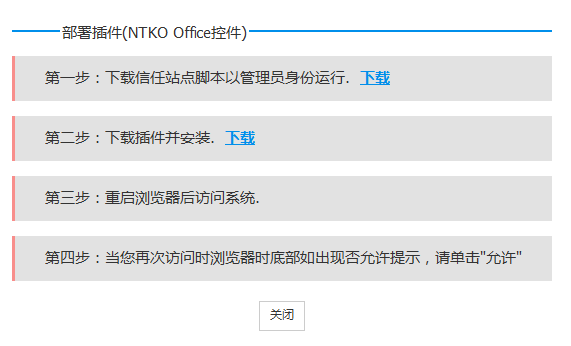 部署插件(NTKO Office控件)
第一步：下载信任站点脚本以管理员身份运行. 下载
第二步：下载插件并安装. 下载
第三步：重启浏览器后访问系统.
第四步：当您再次访问时浏览器时底部如出现否允许提示，请单击"允许"
关闭